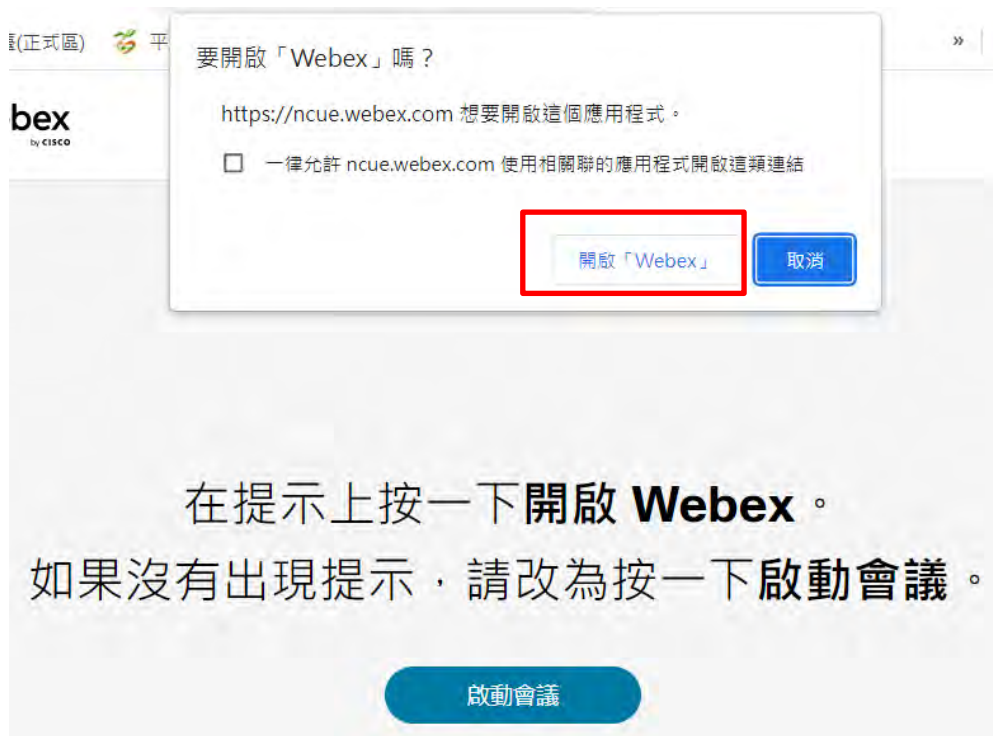 (正式區) 平
要開啟「Webex」嗎？
»
bex
by CISCO
https://ncue.webex.com 想要開啟這個應用程式。
一律允許 ncue.webex.com 使用相關聯的應用程式開啟這類連結
開啟「Webex」 取消
在提示上按一下開啟 Webex。
如果沒有出現提示，請改為按一下啟動會議。
啟動會議